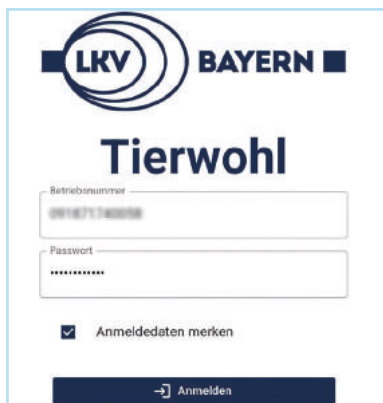 LKV BAYERN
Tierwohl
Betriebsnummer
Passwort
Anmeldedaten merken
Anmelden